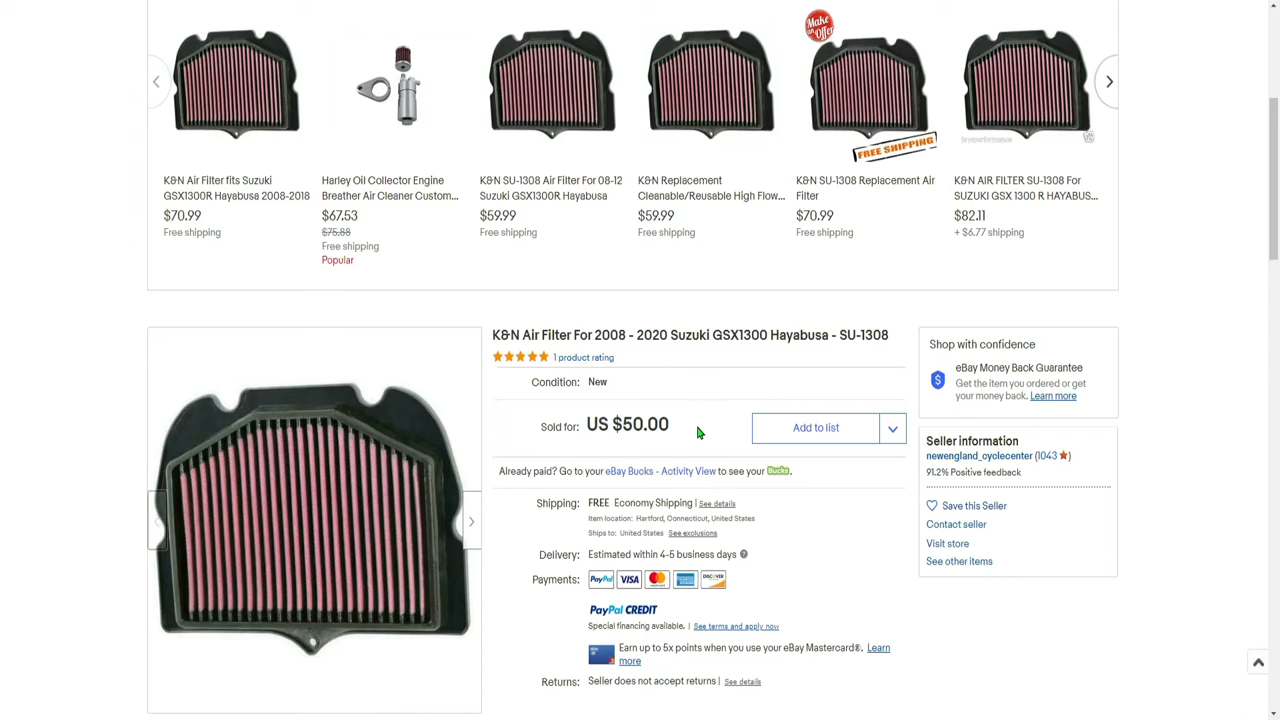 Make
an
Offer
FREE SHIPPING
K&N Air Filter fits Suzuki
GSX1300R Hayabusa 2008-2018
$70.99
Free shipping
Harley Oil Collector Engine
Breather Air Cleaner Custom...
$67.53
$75.88
Free shipping
Popular
K&N SU-1308 Air Filter For 08-12
Suzuki GSX1300R Hayabusa
$59.99
Free shipping
K&N Replacement
Cleanable/Reusable High Flow...
$59.99
Free shipping
K&N SU-1308 Replacement Air
Filter
$70.99
Free shipping
K&N AIR FILTER SU-1308 For
SUZUKI GSX 1300 R HAYABUS...
$82.11
+ $6.77 shipping
K&N Air Filter For 2008 - 2020 Suzuki GSX1300 Hayabusa - SU-1308
1 product rating
Condition: New
Sold for: US $50.00
Add to list
Already paid? Go to your eBay Bucks - Activity View to see your Bucks.
Shipping: FREE Economy Shipping | See details
Item location: Hartford, Connecticut, United States
Ships to: United States See exclusions
Delivery: Estimated within 4-5 business days ?
Payments: PayPal VISA MasterCard DISCOVER
PayPal CREDIT
Special financing available. | See terms and apply now
Earn up to 5x points when you use your eBay Mastercard®. Learn
more
Returns: Seller does not accept returns | See details
Shop with confidence
eBay Money Back Guarantee
Get the item you ordered or get
your money back. Learn more
Seller information
newengland_cyclecenter (1043 )
91.2% Positive feedback
Save this Seller
Contact seller
Visit store
See other items